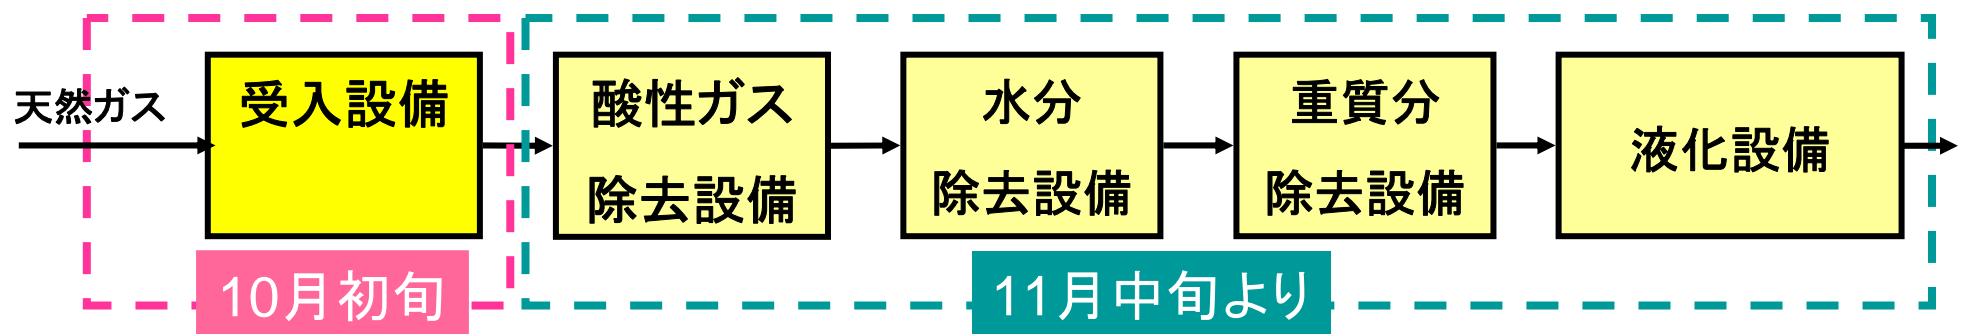 天然ガス
受入設備
酸性ガス
除去設備
水分
除去設備
重質分
除去設備
液化設備
10月初旬
11月中旬より